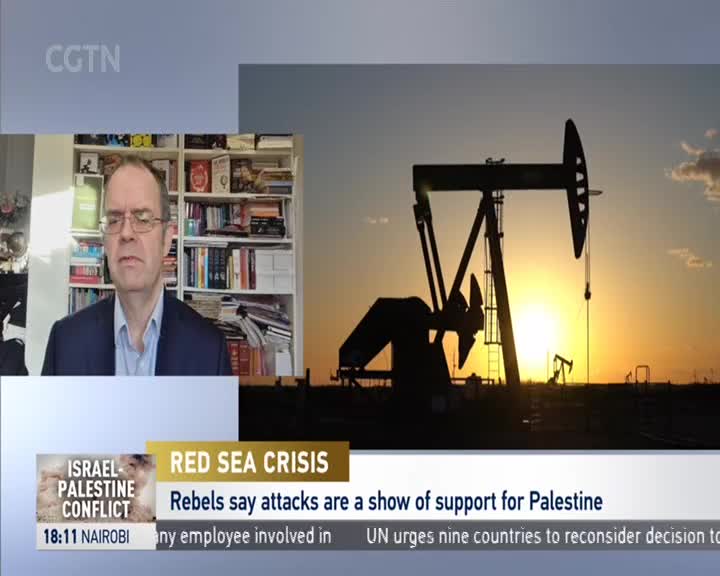 CGTN
RED SEA CRISIS
ISRAEL-
PALESTINE
CONFLICT
Rebels say attacks are a show of support for Palestine
18:11 NAIROBI
any employee involved in UN urges nine countries to reconsider decision to